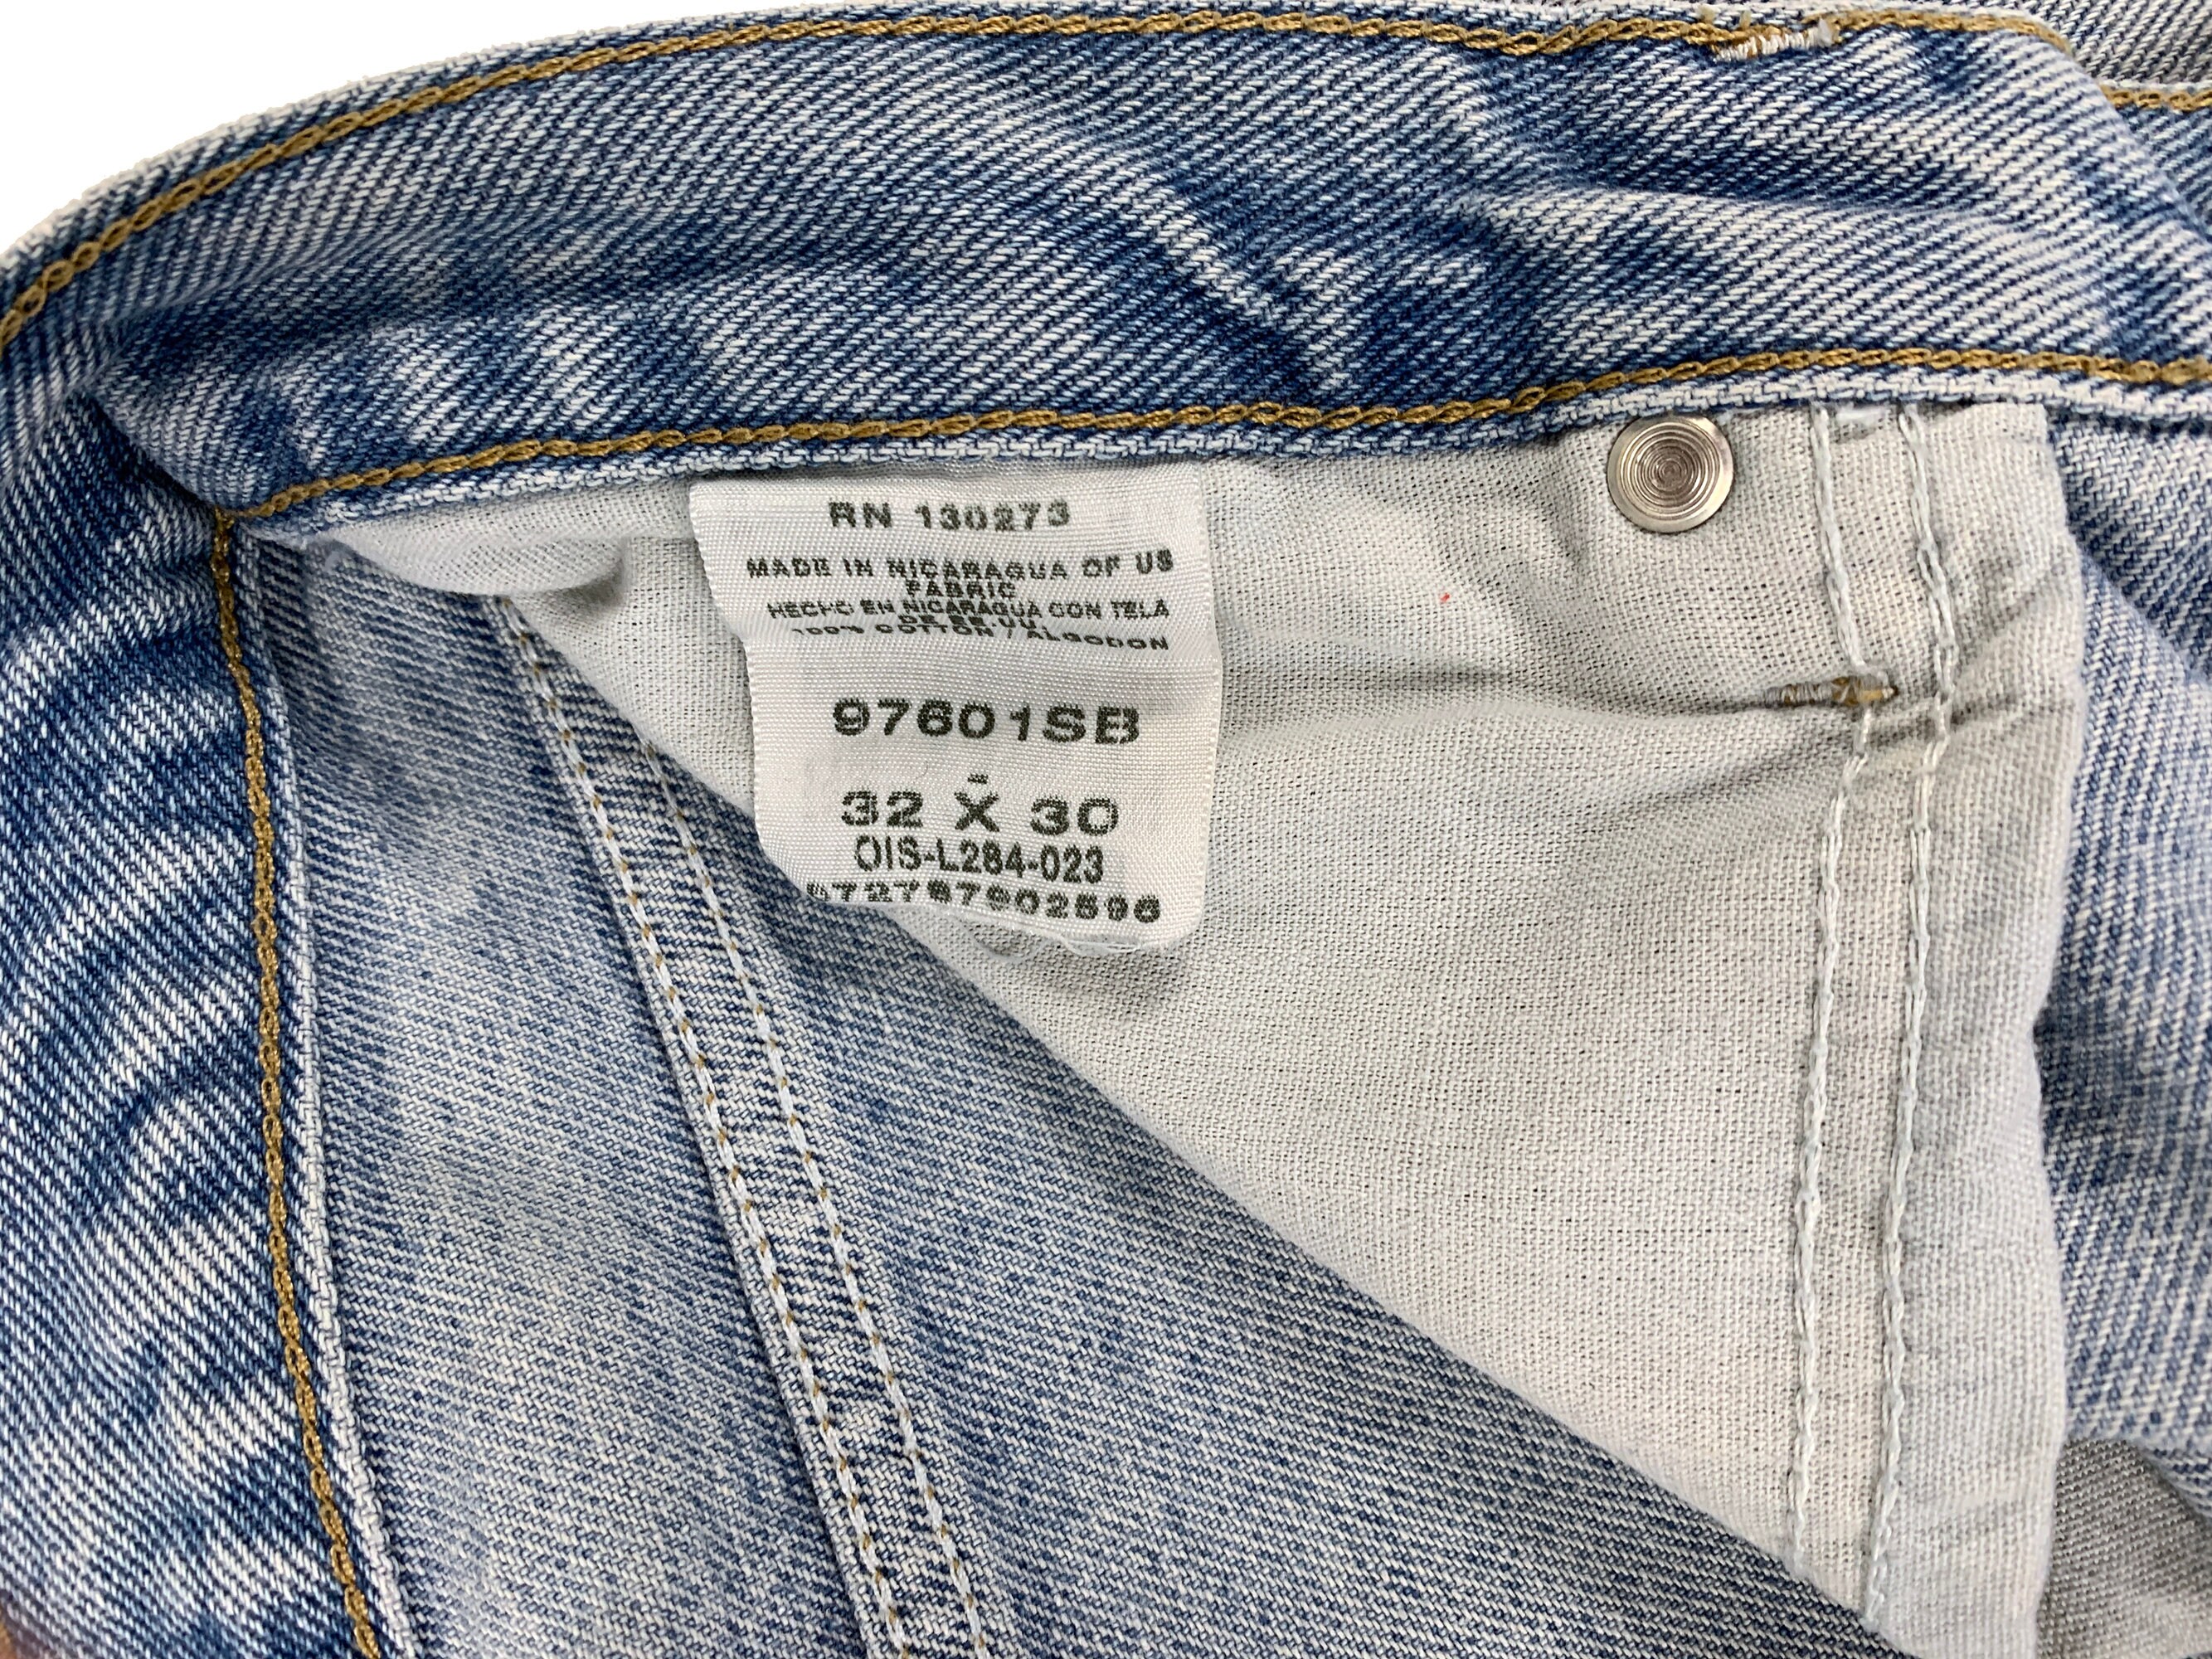 RN 130273
MADE IN NICARAGUA OF US
FABRIC
HECHO EN NICARAGUA CON TELA
DE EE.UU.
100% COTTON / ALGODON
97601SB
-
32 X 30
OIS-L284-023